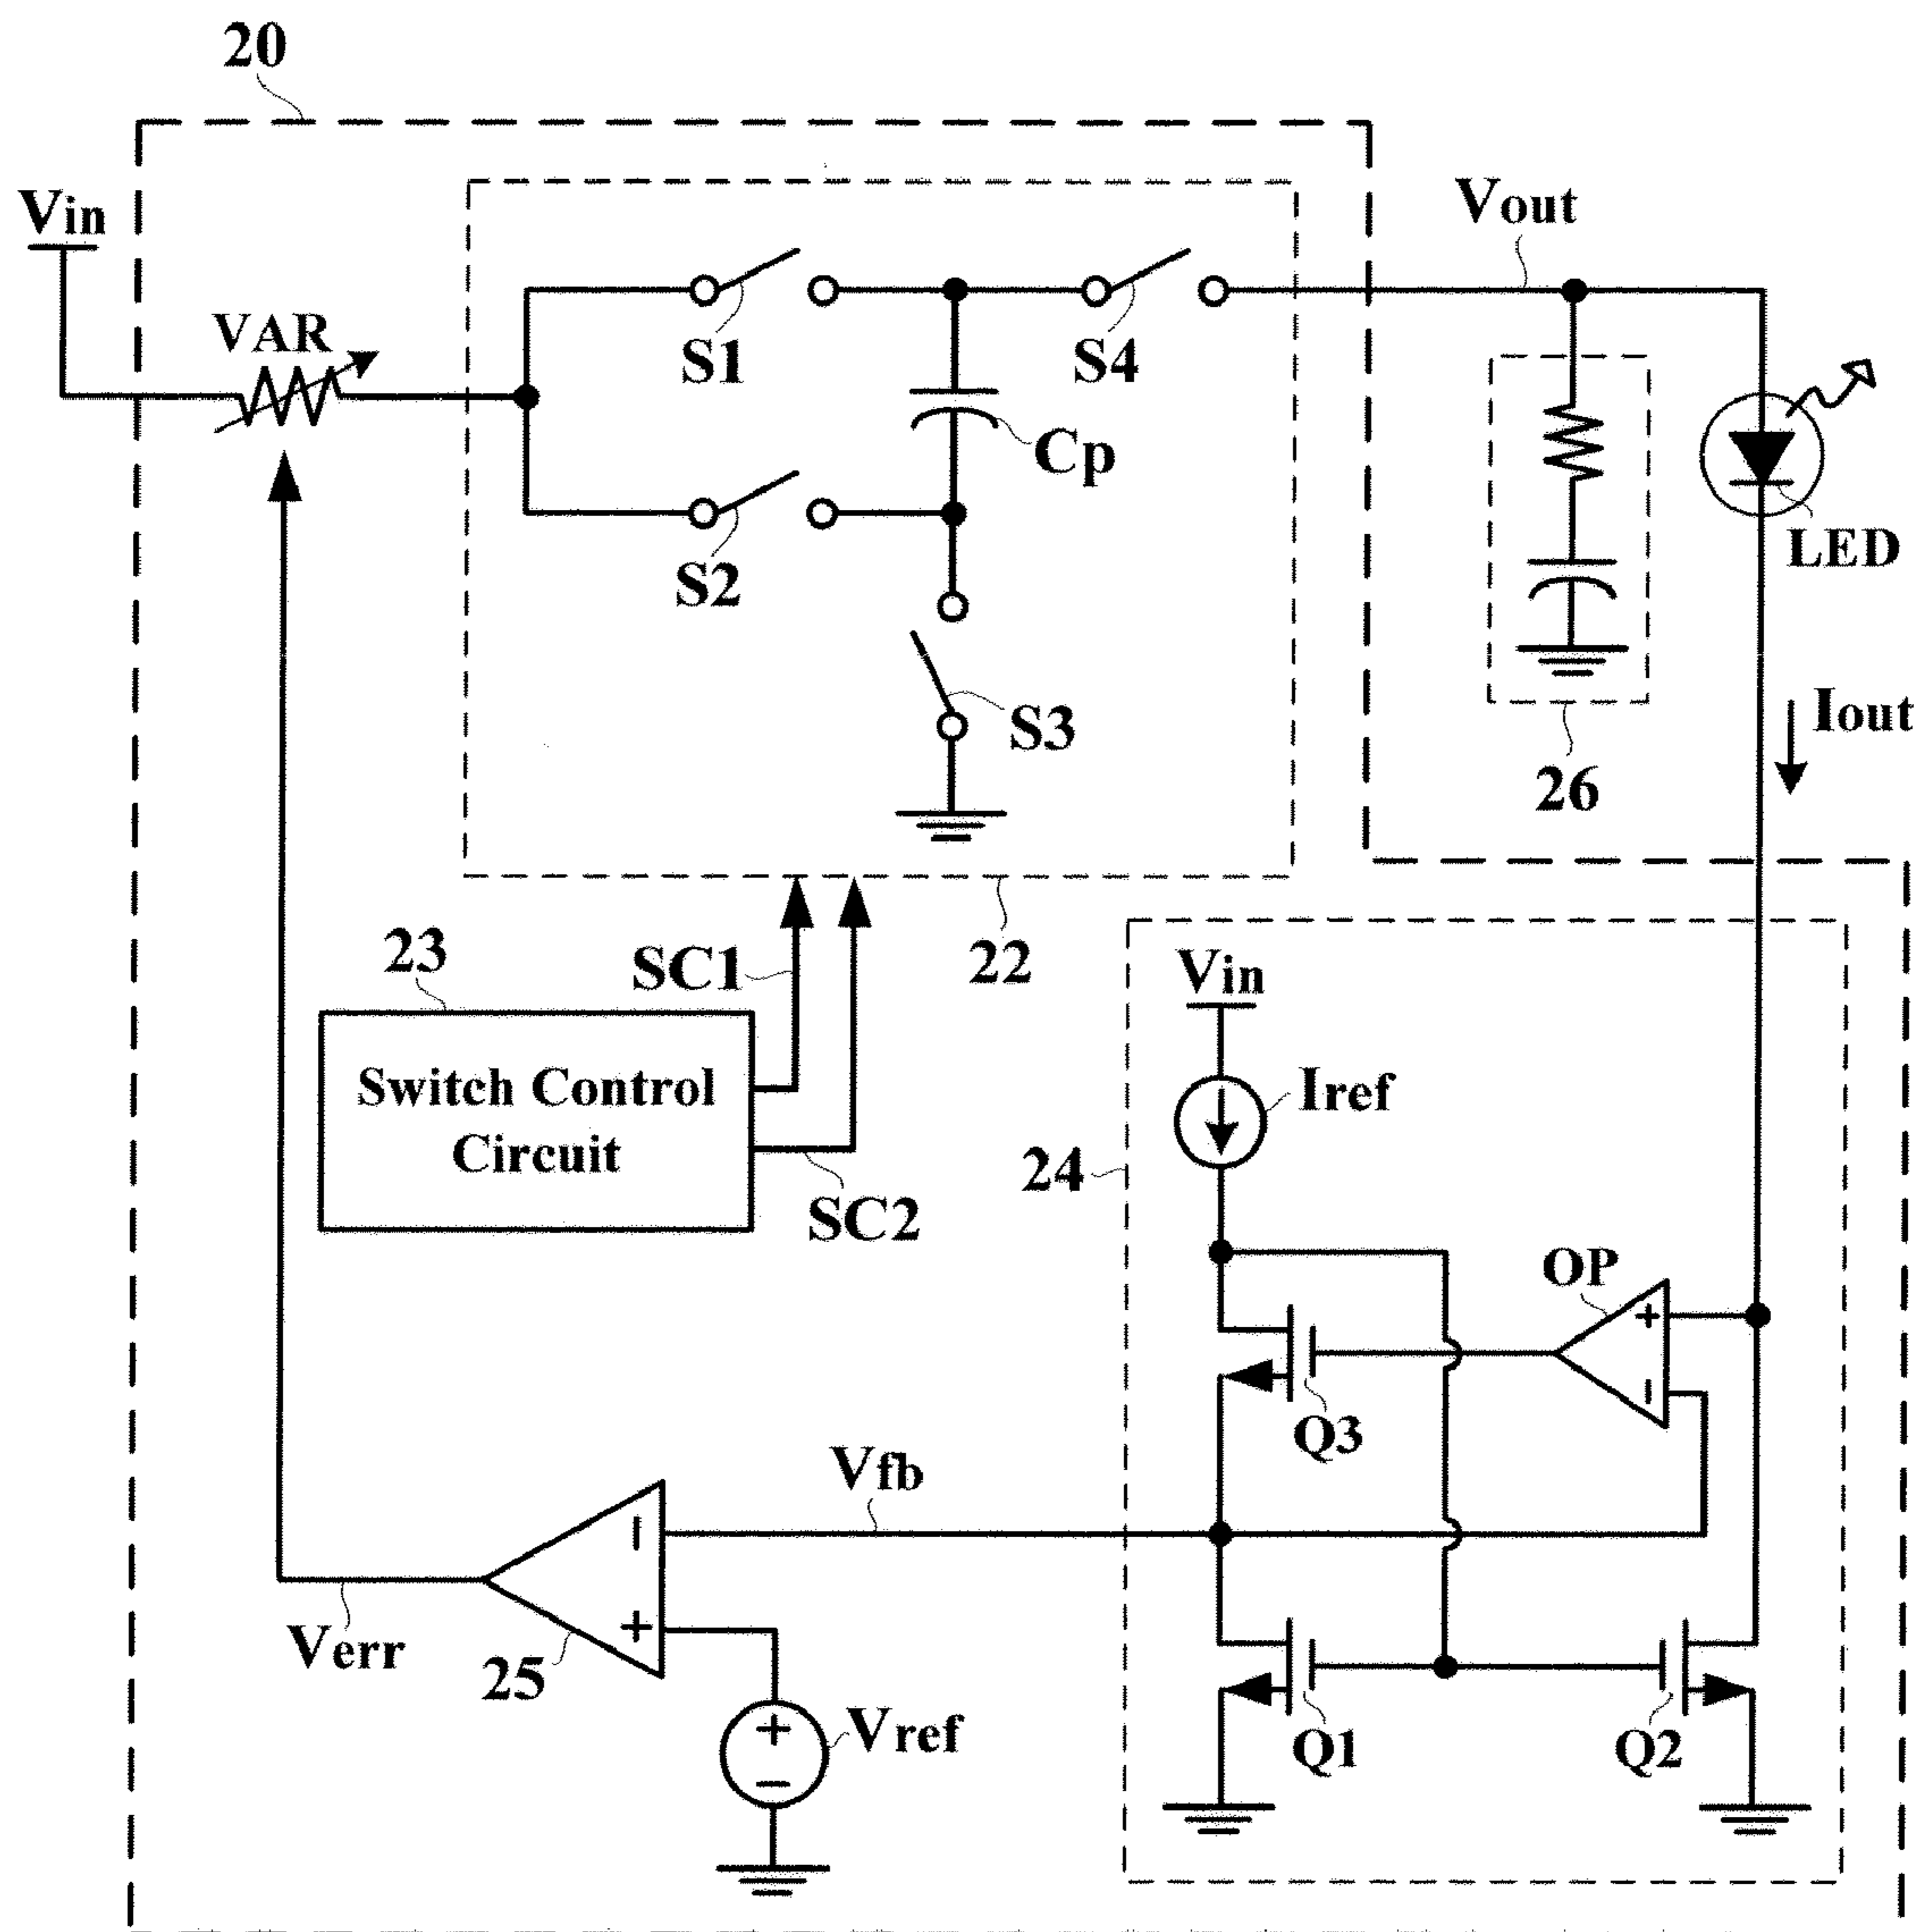 20
Vin
Vout
VAR
S1
S4
Cp
S2
LED
S3
Iout
26
22
23
SC1
Vin
Switch Control
Circuit
Iref
24
SC2
OP
+
-
Q3
Vfb
-
+
Verr
25
Q1
Q2
+
-
Vref